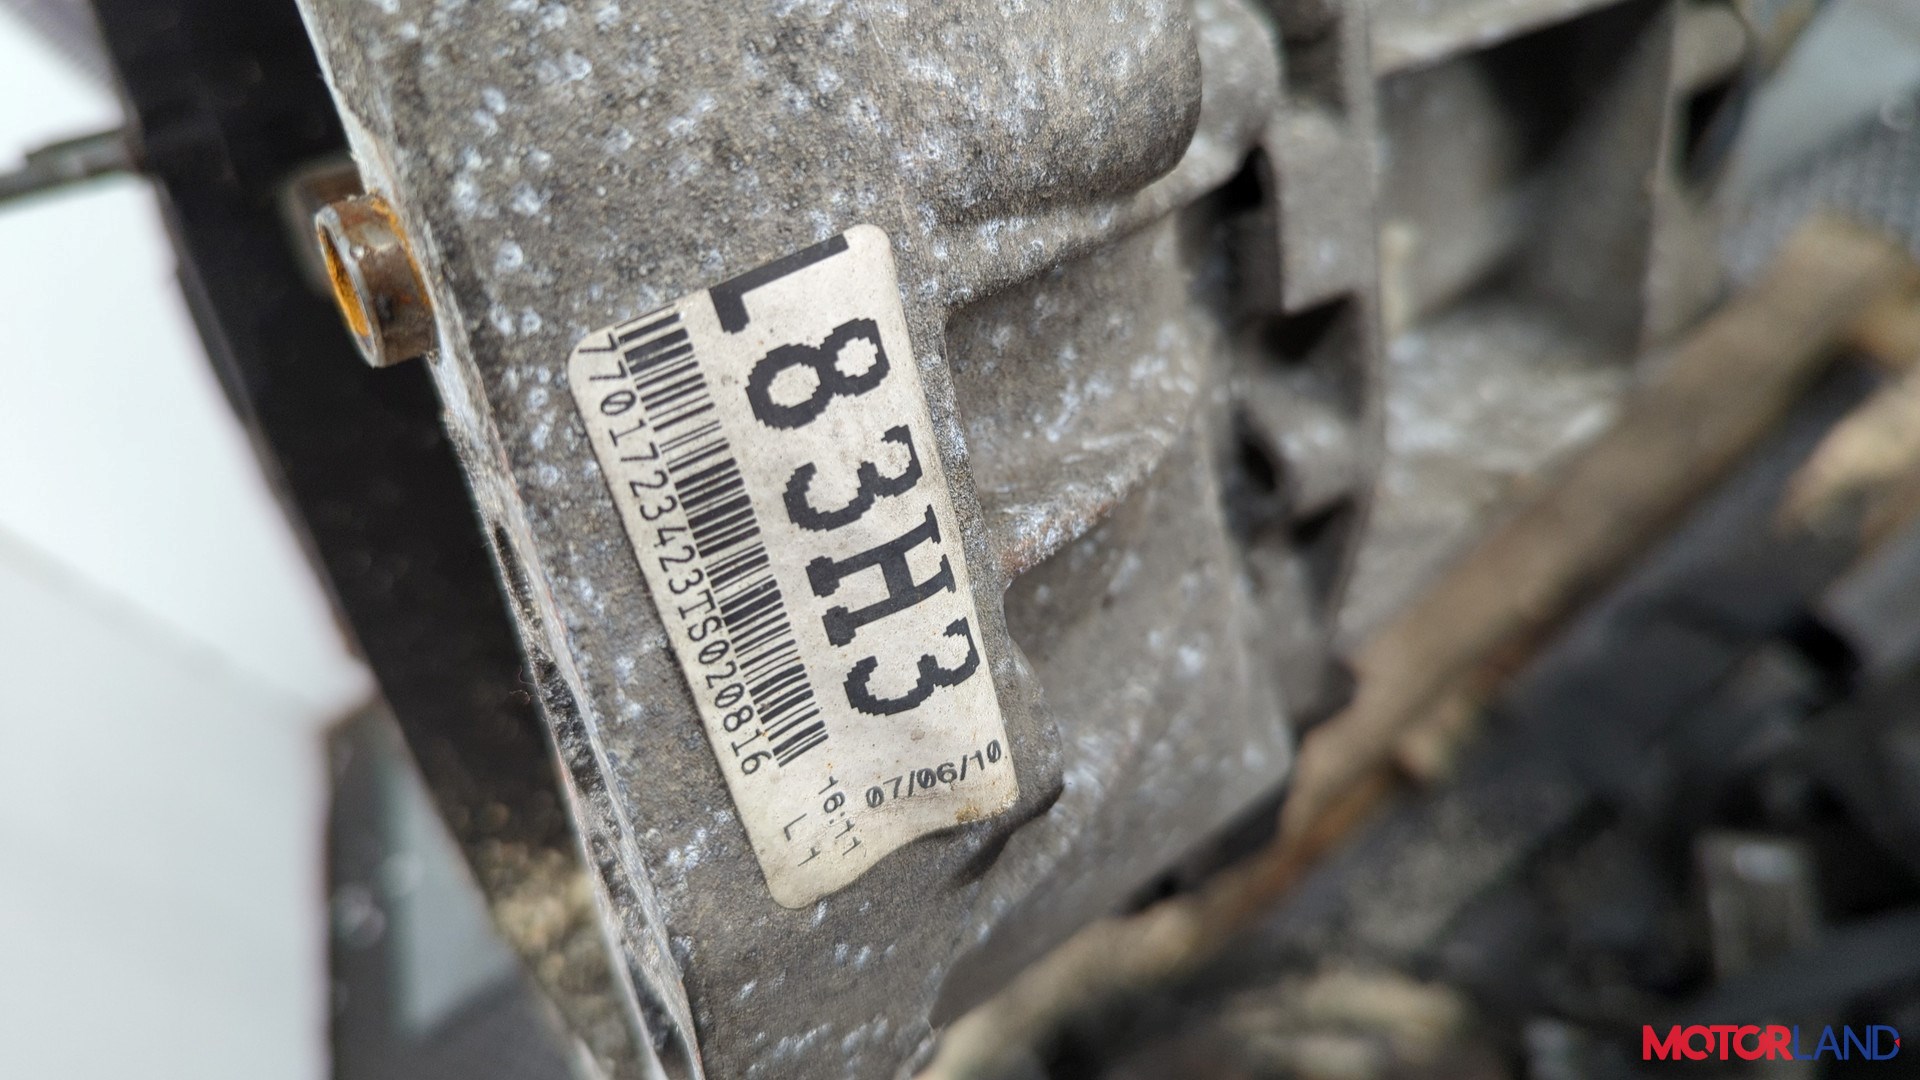 L83H3
7701723423TS020816
07/06/10
16:11
L1
MOTORLAND